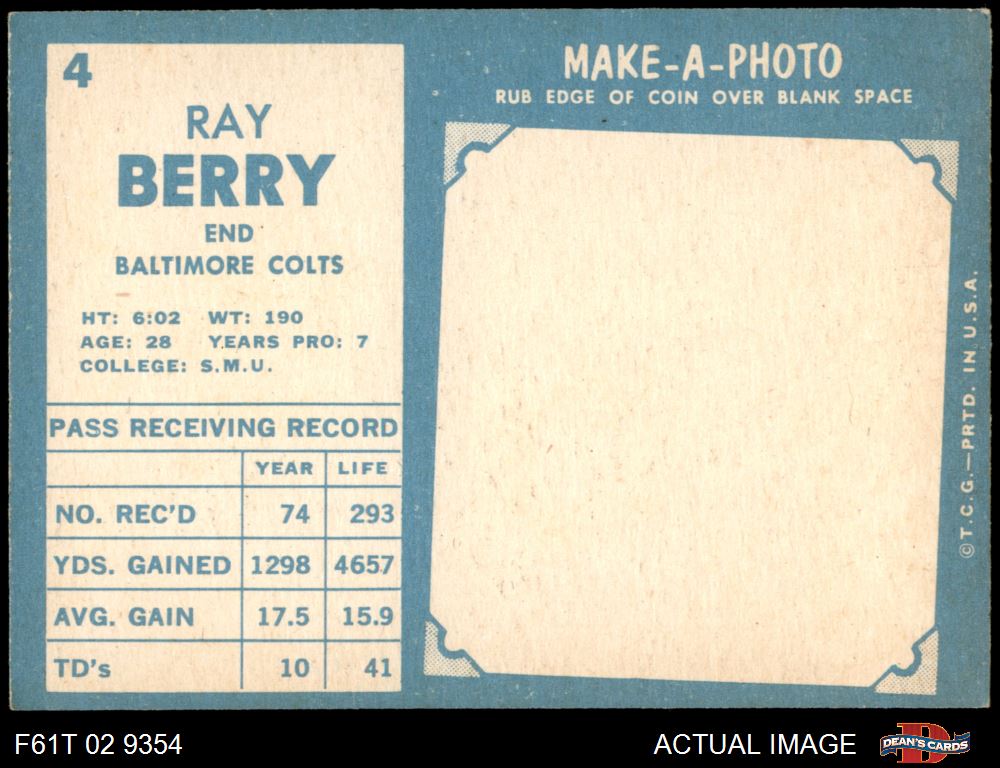 4
RAY
BERRY
END
BALTIMORE COLTS
HT: 6:02 WT: 190
AGE: 28 YEARS PRO: 7
COLLEGE: S.M.U.
PASS RECEIVING RECORD
YEAR LIFE
NO. REC'D 74 293
YDS. GAINED 1298 4657
AVG. GAIN 17.5 15.9
TD's 10 41
MAKE-A-PHOTO
RUB EDGE OF COIN OVER BLANK SPACE
©T.C.G.—PRTD. IN U.S.A.
F61T 02 9354
ACTUAL IMAGE
DEAN'S CARDS